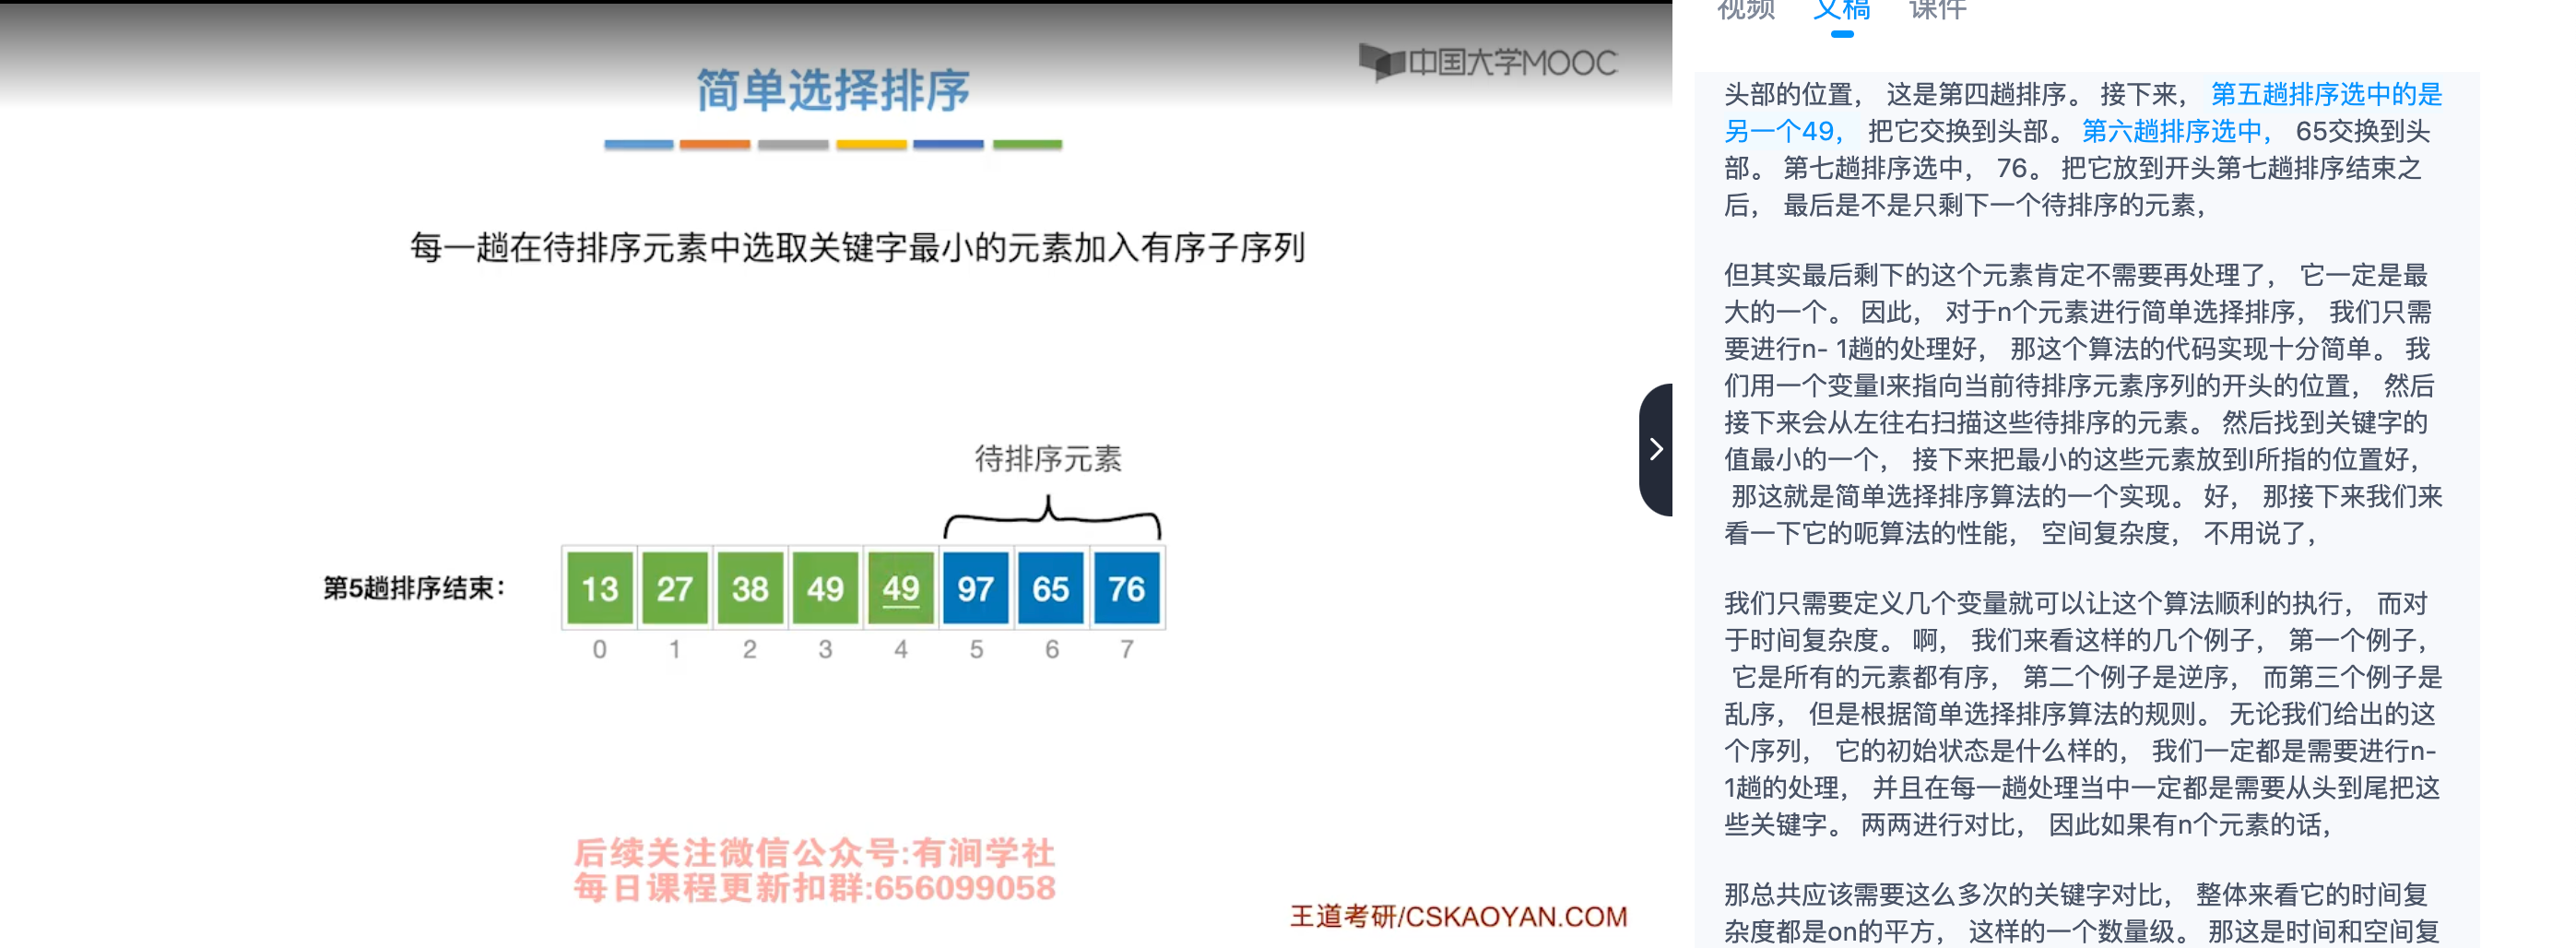 中国大学MOOC
简单选择排序
每一趟在待排序元素中选取关键字最小的元素加入有序子序列
待排序元素
第5趟排序结束：
13 27 38 49 49 97 65 76
0 1 2 3 4 5 6 7
后续关注微信公众号:有涧学社
每日课程更新扣群:656099058
王道考研/CSKAOYAN.COM
视频 文稿 课件
头部的位置， 这是第四趟排序。 接下来， 第五趟排序选中的是
另一个49， 把它交换到头部。 第六趟排序选中， 65交换到头
部。 第七趟排序选中， 76。 把它放到开头第七趟排序结束之
后， 最后是不是只剩下一个待排序的元素，
但其实最后剩下的这个元素肯定不需要再处理了， 它一定是最
大的一个。 因此， 对于n个元素进行简单选择排序， 我们只需
要进行n- 1趟的处理好， 那这个算法的代码实现十分简单。 我
们用一个变量I来指向当前待排序元素序列的开头的位置， 然后
接下来会从左往右扫描这些待排序的元素。 然后找到关键字的
值最小的一个， 接下来把最小的这些元素放到I所指的位置好，
那这就是简单选择排序算法的一个实现。 好， 那接下来我们来
看一下它的呃算法的性能， 空间复杂度， 不用说了，
我们只需要定义几个变量就可以让这个算法顺利的执行， 而对
于时间复杂度。 啊， 我们来看这样的几个例子， 第一个例子，
它是所有的元素都有序， 第二个例子是逆序， 而第三个例子是
乱序， 但是根据简单选择排序算法的规则。 无论我们给出的这
个序列， 它的初始状态是什么样的， 我们一定都是需要进行n-
1趟的处理， 并且在每一趟处理当中一定都是需要从头到尾把这
些关键字。 两两进行对比， 因此如果有n个元素的话，
那总共应该需要这么多次的关键字对比， 整体来看它的时间复
杂度都是on的平方， 这样的一个数量级。 那这是时间和空间复